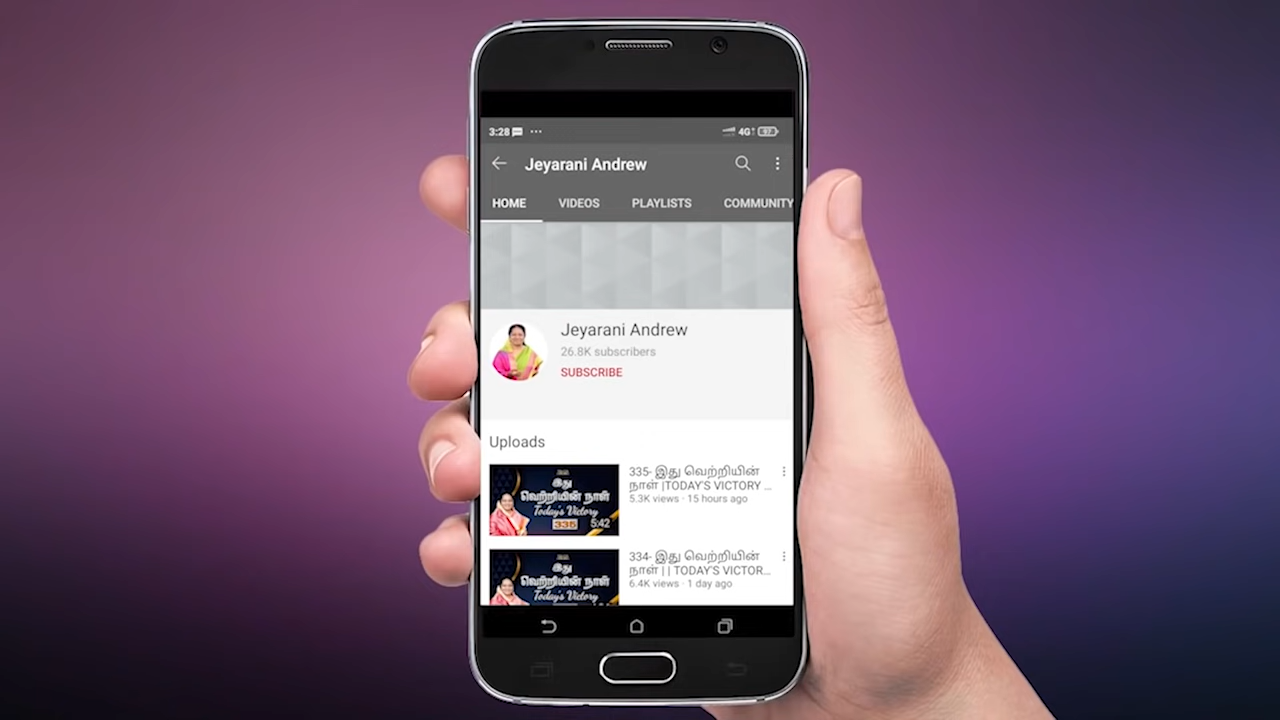 3:28
4G
97
Jeyarani Andrew
HOME VIDEOS PLAYLISTS COMMUNITY
Jeyarani Andrew
26.8K subscribers
SUBSCRIBE
Uploads
இது
வெற்றியின் நாள்
Today's Victory
335
5:42
335- இது வெற்றியின்
நாள் |TODAY'S VICTORY ...
5.3K views · 15 hours ago
இது
வெற்றியின் நாள்
Today's Victory
334- இது வெற்றியின்
நாள் | | TODAY'S VICTOR...
6.4K views · 1 day ago